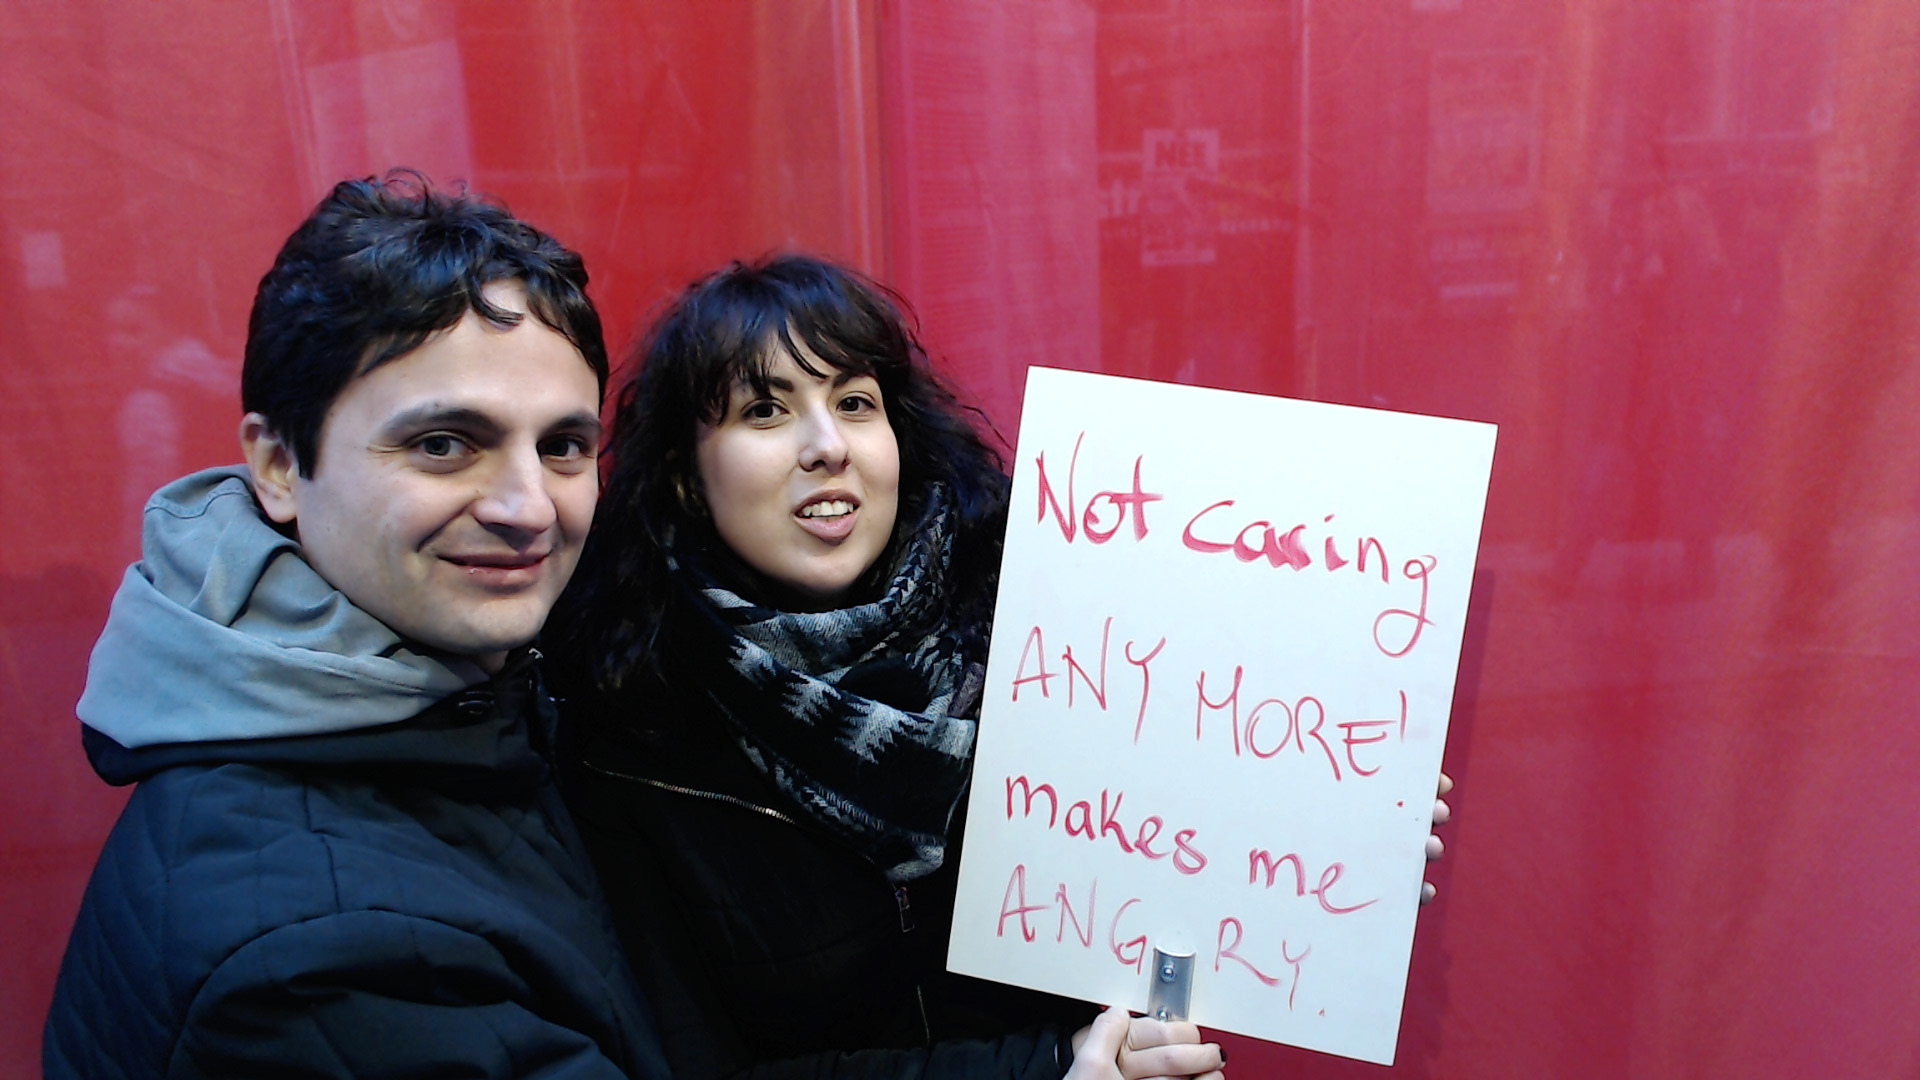 Not caring
ANY MORE!
makes me
ANGRY.